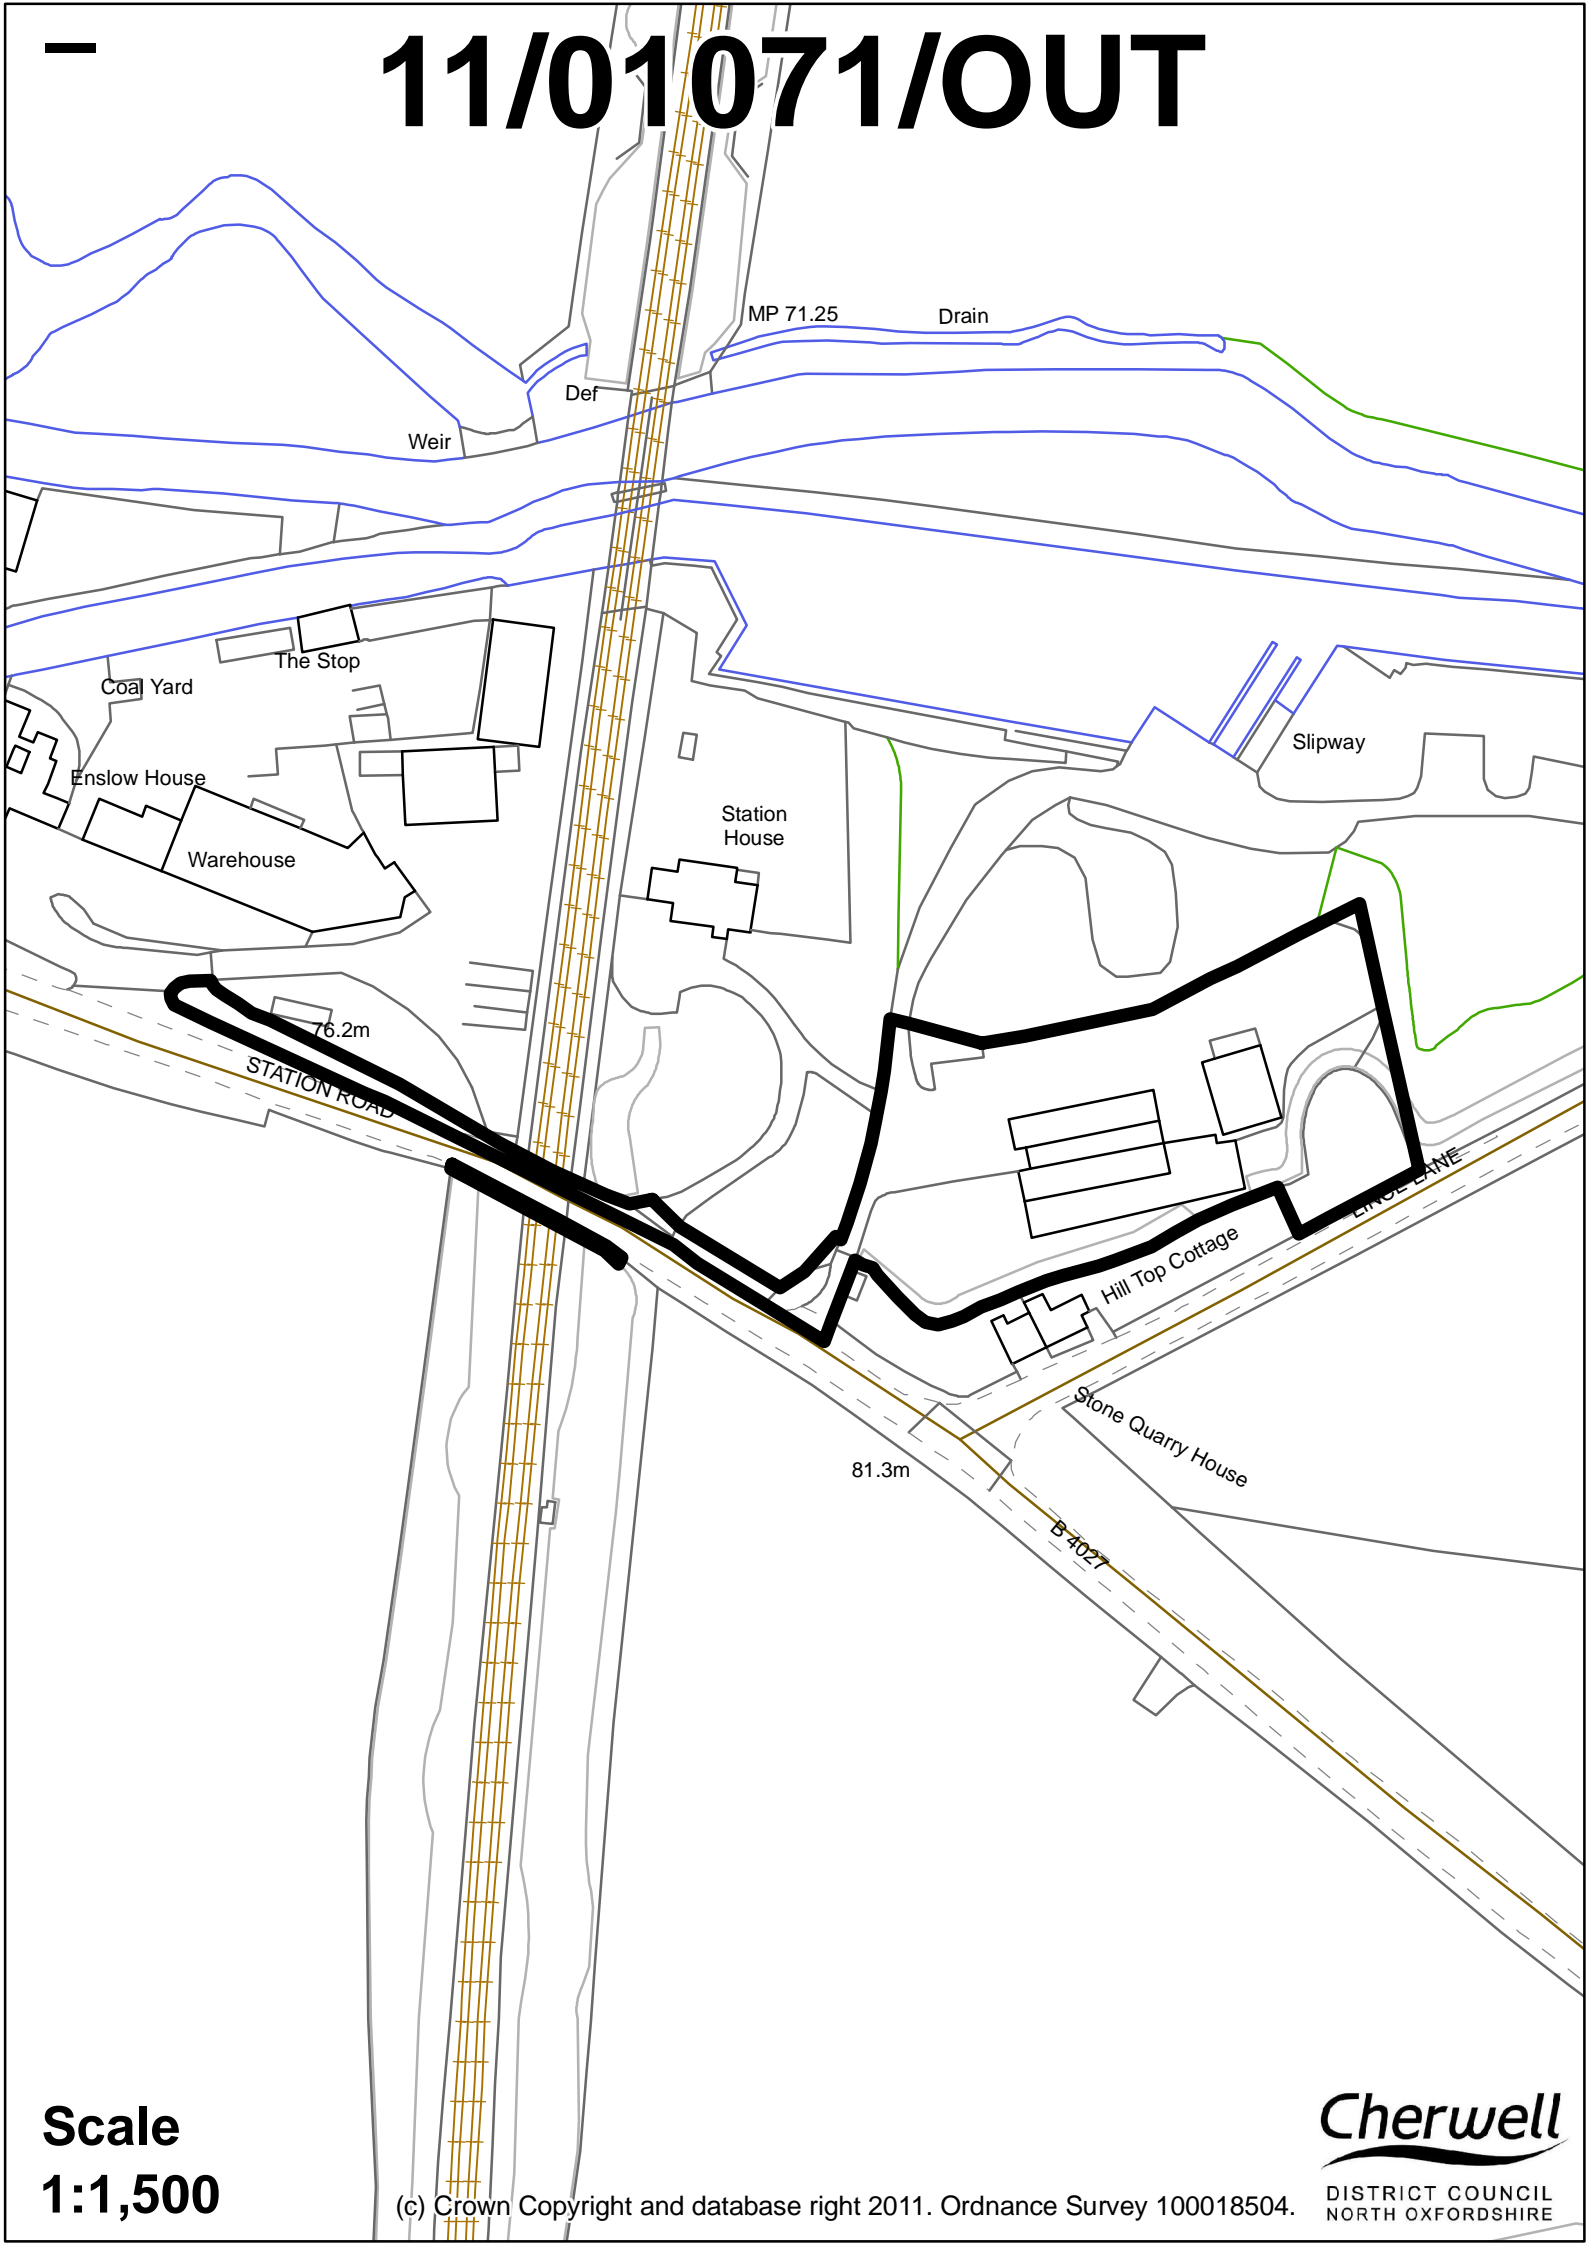 11/01071/OUT
MP 71.25
Drain
Def
Weir
The Stop
Coal Yard
Slipway
Enslow House
Station
House
Warehouse
76.2m
STATION ROAD
LINCE LANE
Hill Top Cottage
Stone Quarry House
81.3m
B 4027
Scale
1:1,500
(c) Crown Copyright and database right 2011. Ordnance Survey 100018504.
Cherwell
DISTRICT COUNCIL
NORTH OXFORDSHIRE